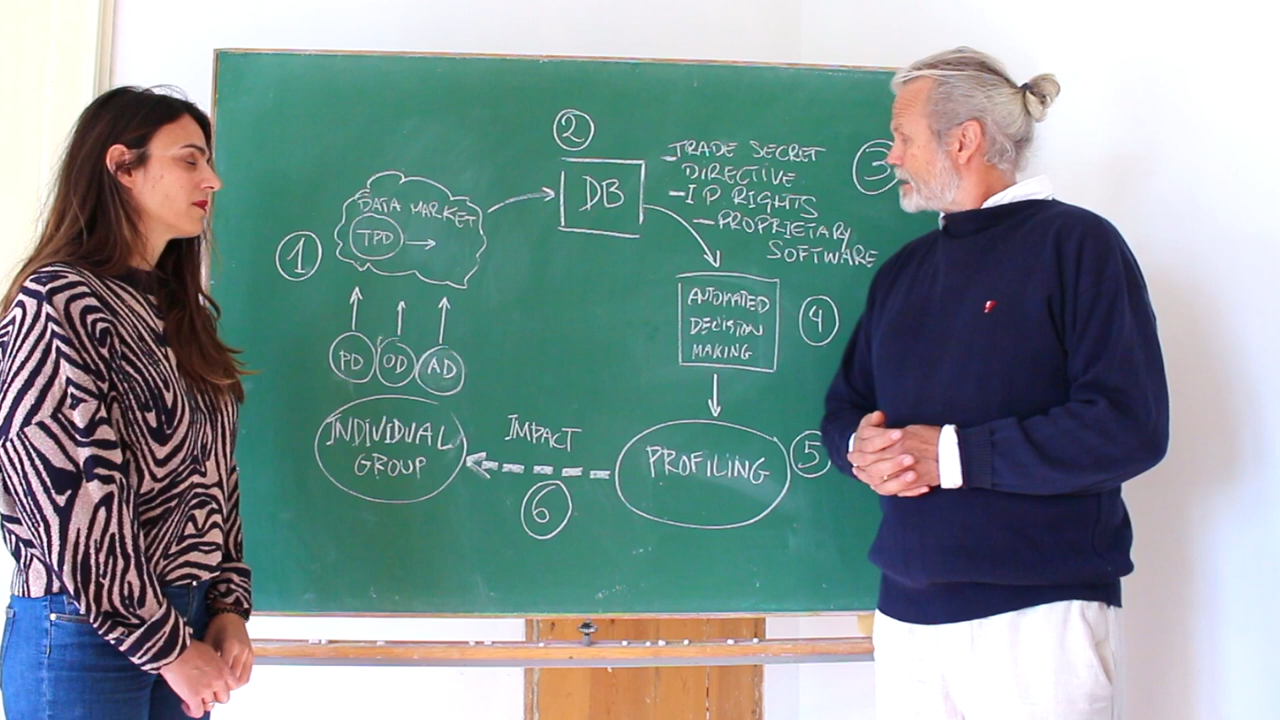 2
TRADE SECRET
DIRECTIVE
- I P RIGHTS
- PROPRIETARY
SOFTWARE
3
DATA MARKET
TPD
DB
1
AUTOMATED
DECISION
MAKING
4
PD
OD
AD
INDIVIDUAL
GROUP
IMPACT
PROFILING
5
6